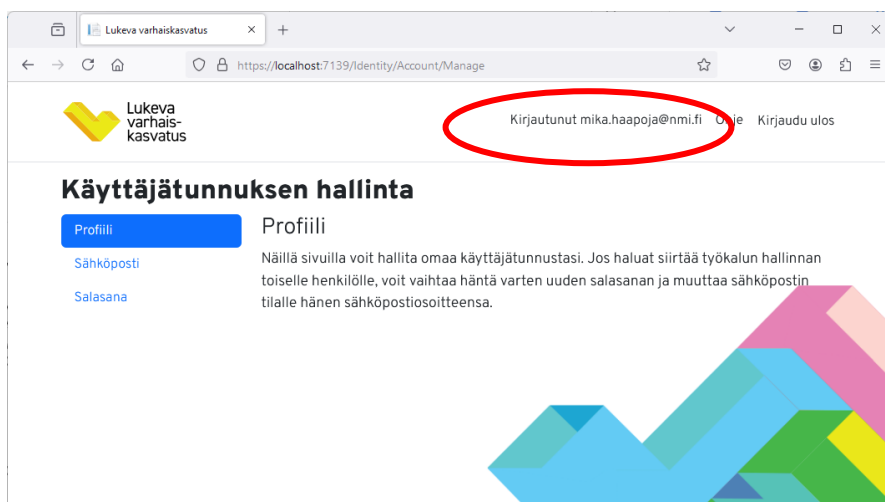 Lukeva varhaiskasvatus
https://localhost:7139/Identity/Account/Manage
Lukeva
varhais-
kasvatus
Kirjautunut mika.haapoja@nmi.fi Ohje Kirjaudu ulos
Käyttäjätunnuksen hallinta
Profiili
Sähköposti
Salasana
Profiili
Näillä sivuilla voit hallita omaa käyttäjätunnustasi. Jos haluat siirtää työkalun hallinnan
toiselle henkilölle, voit vaihtaa häntä varten uuden salasanan ja muuttaa sähköpostin
tilalle hänen sähköpostiosoitteensa.